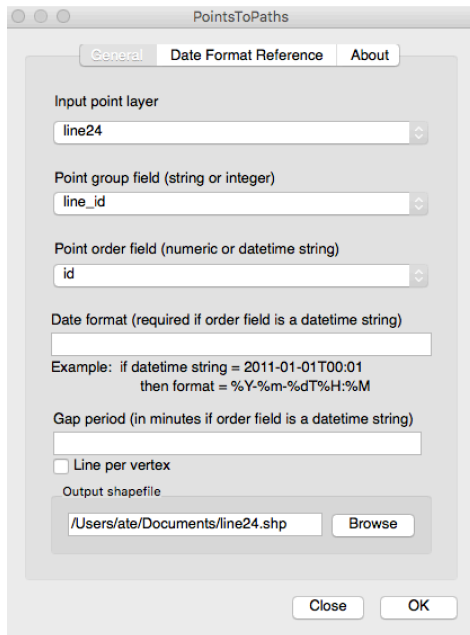 PointsToPaths
General Date Format Reference About
Input point layer
line24
Point group field (string or integer)
line_id
Point order field (numeric or datetime string)
id
Date format (required if order field is a datetime string)
Example: if datetime string = 2011-01-01T00:01
then format = %Y-%m-%dT%H:%M
Gap period (in minutes if order field is a datetime string)
Line per vertex
Output shapefile
/Users/ate/Documents/line24.shp Browse
Close OK